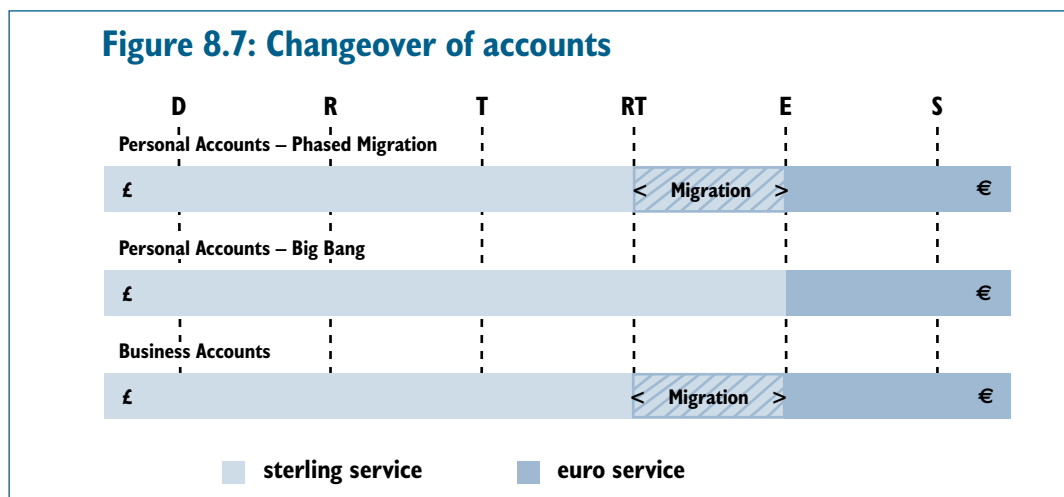 Figure 8.7: Changeover of accounts
D R T RT E S
Personal Accounts – Phased Migration
£ < Migration > €
Personal Accounts – Big Bang
£ €
Business Accounts
£ < Migration > €
sterling service euro service